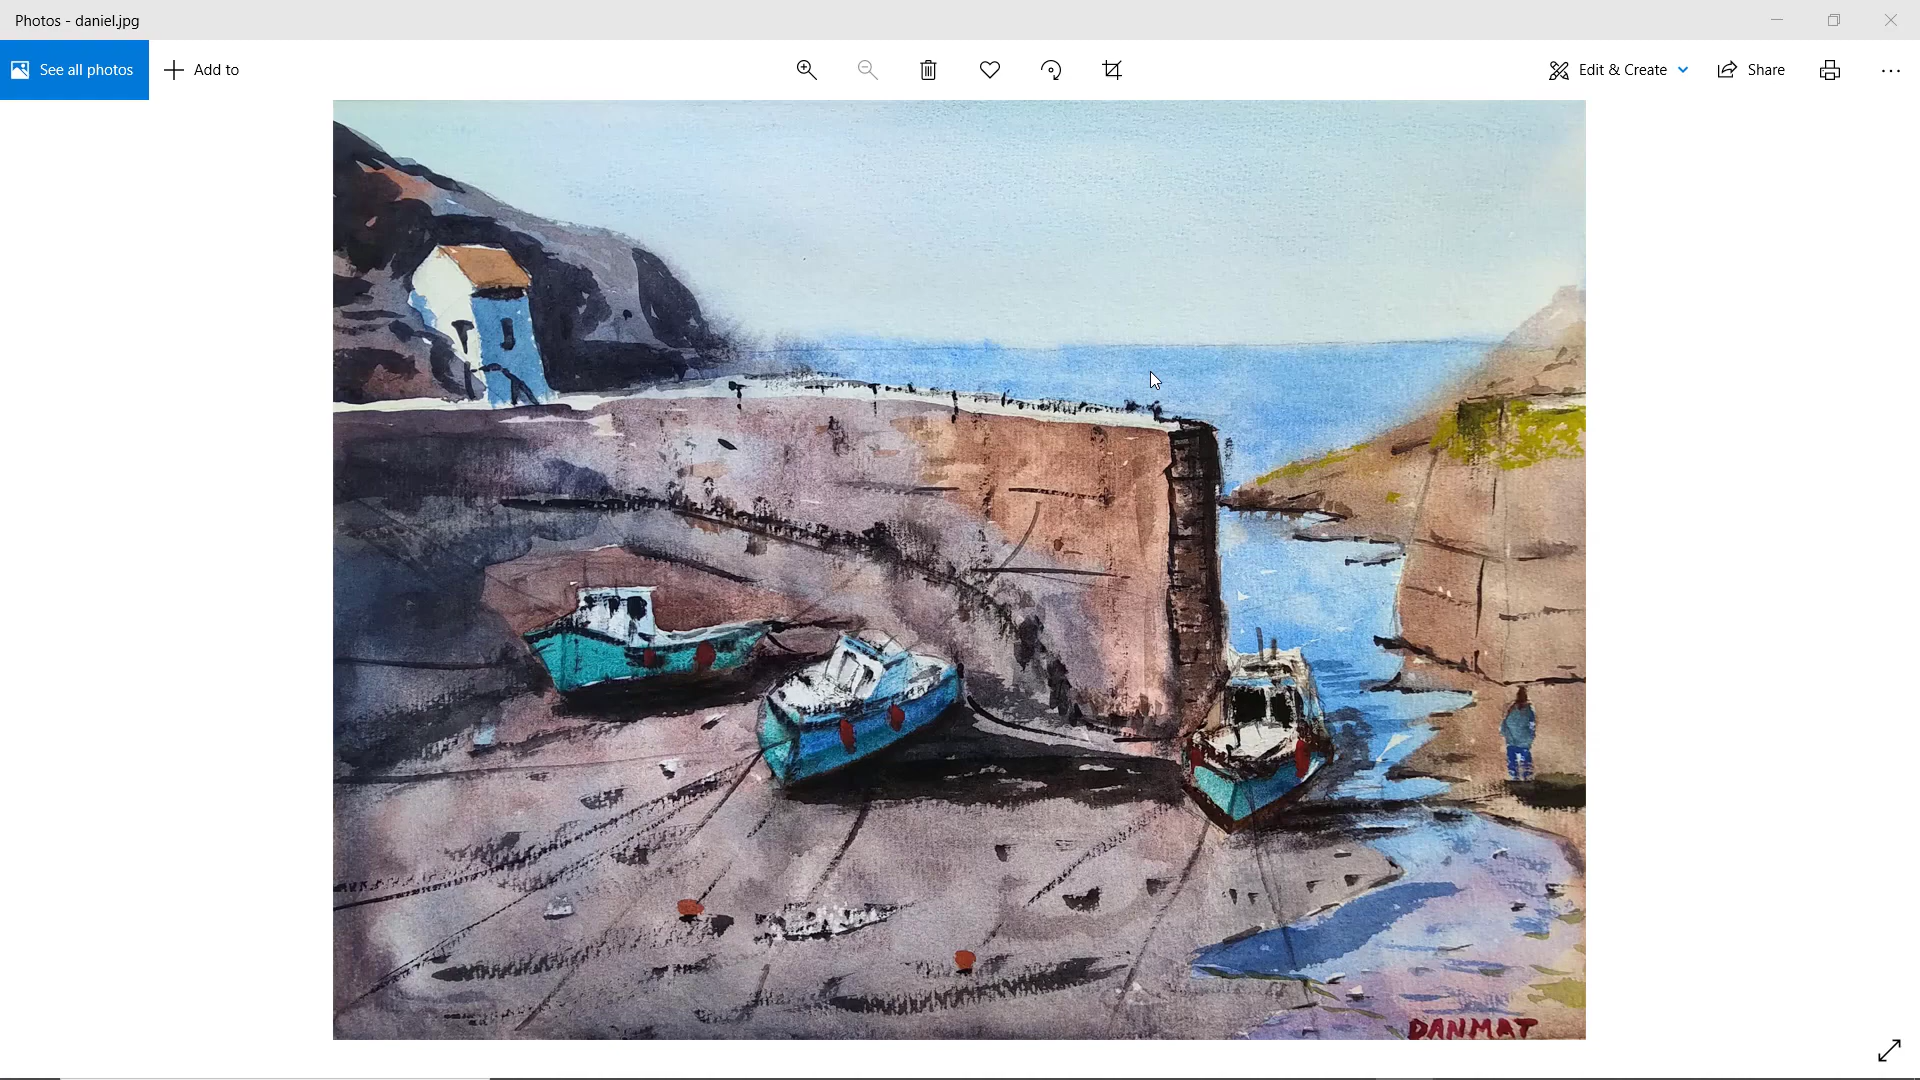 Photos - daniel.jpg
See all photos
Add to
Edit & Create
Share
DANMAT